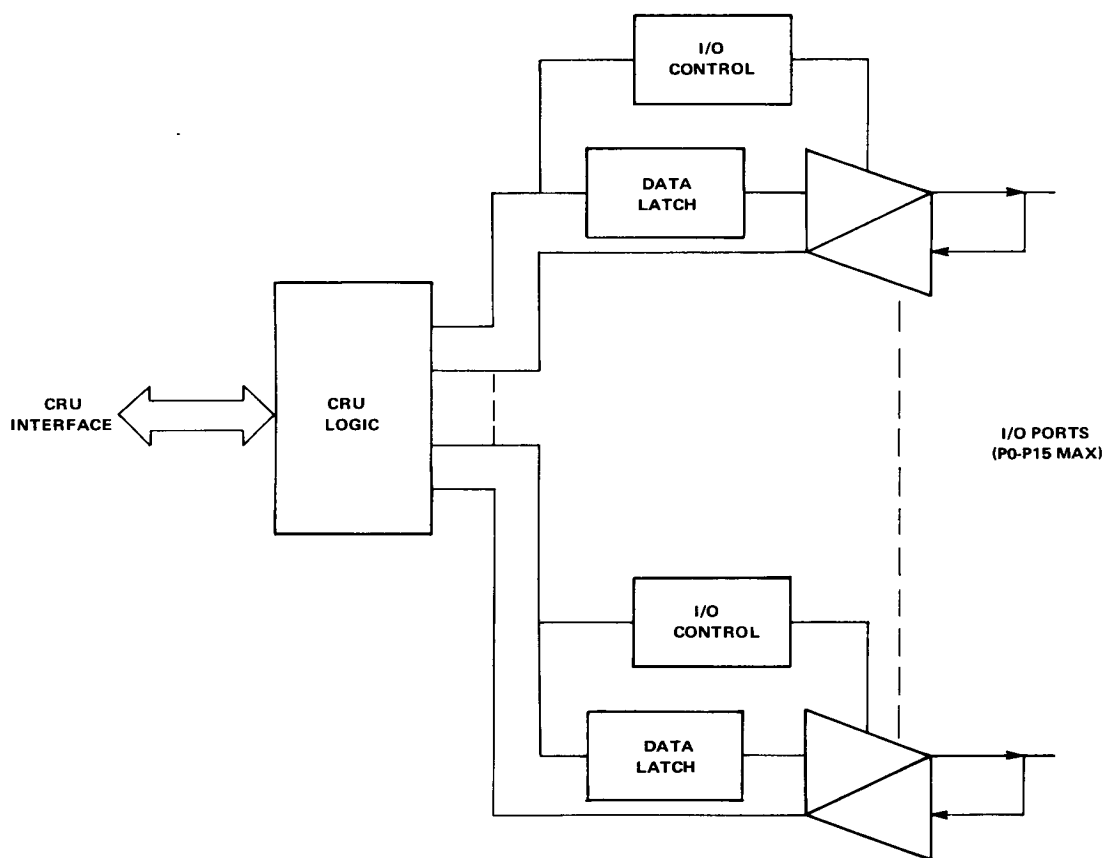 I/O
CONTROL
DATA
LATCH
CRU
INTERFACE
CRU
LOGIC
I/O PORTS
(P0-P15 MAX)
I/O
CONTROL
DATA
LATCH